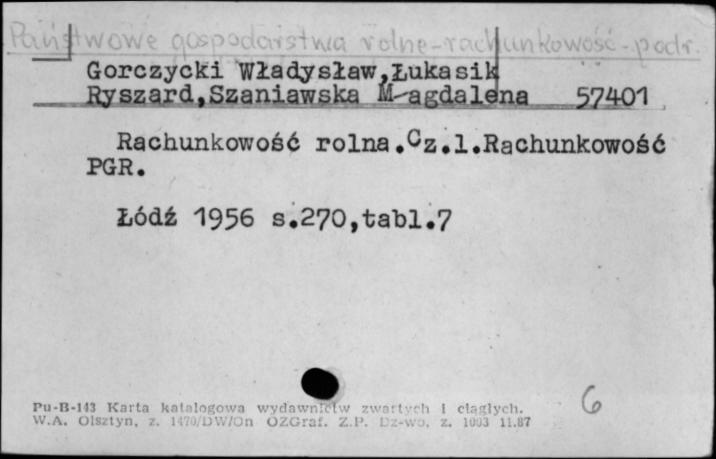 Państwowe gospodarstwa rolne-rachunkowość-podr.
Gorczycki Władysław,Łukasik
Ryszard,Szaniawska M-agdalena 57401
Rachunkowość rolna.Cz.1.Rachunkowość
PGR.
Łódź 1956 s.270,tabl.7
6
Pu-B-143 Karta katalogowa wydawnictw zwartych i ciągłych.
W.A. Olsztyn, z. 1470/DW/On OZGraf. Z.P. Dz-wo, z. 1003 11.87